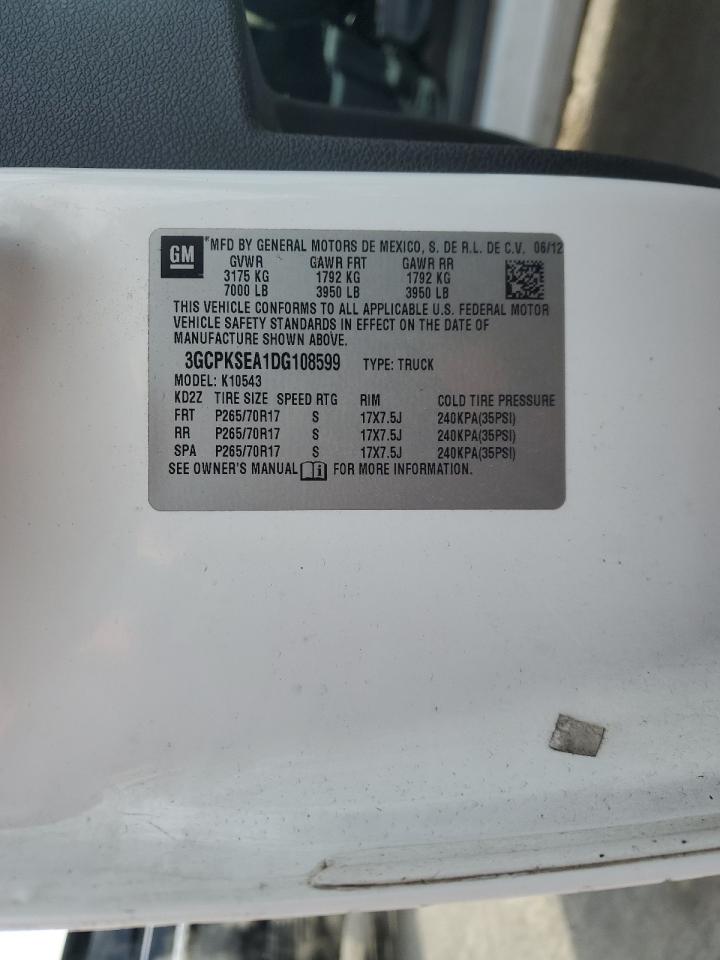 GM
*MFD BY GENERAL MOTORS DE MEXICO, S. DE R.L. DE C.V. 06/12
GVWR GAWR FRT GAWR RR
3175 KG 1792 KG 1792 KG
7000 LB 3950 LB 3950 LB
THIS VEHICLE CONFORMS TO ALL APPLICABLE U.S. FEDERAL MOTOR
VEHICLE SAFETY STANDARDS IN EFFECT ON THE DATE OF
MANUFACTURE SHOWN ABOVE.
3GCPKSEA1DG108599 TYPE: TRUCK
MODEL: K10543
KD2Z TIRE SIZE SPEED RTG RIM COLD TIRE PRESSURE
FRT P265/70R17 S 17X7.5J 240KPA(35PSI)
RR P265/70R17 S 17X7.5J 240KPA(35PSI)
SPA P265/70R17 S 17X7.5J 240KPA(35PSI)
SEE OWNER'S MANUAL i FOR MORE INFORMATION.